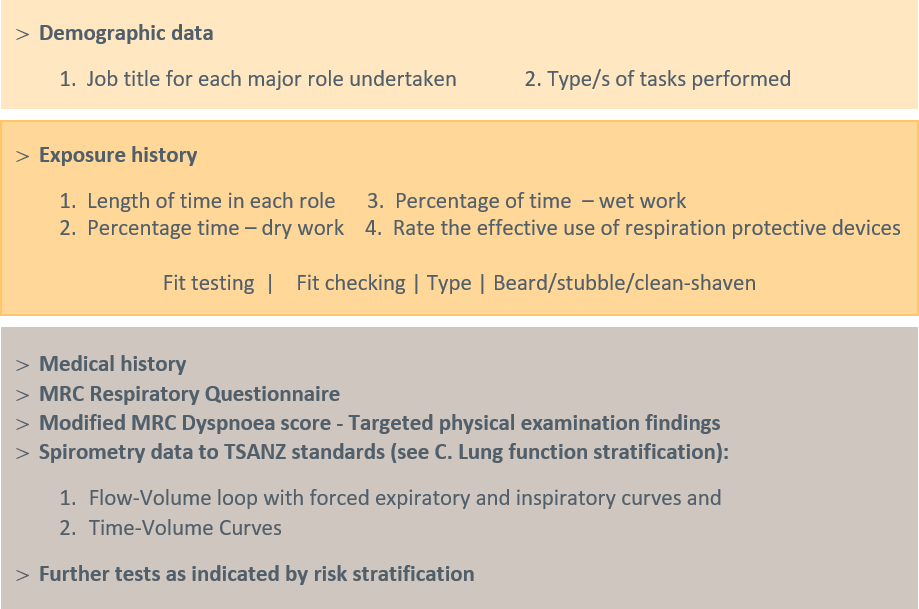 > Demographic data
1. Job title for each major role undertaken 2. Type/s of tasks performed
> Exposure history
1. Length of time in each role 3. Percentage of time – wet work
2. Percentage time – dry work 4. Rate the effective use of respiration protective devices
Fit testing | Fit checking | Type | Beard/stubble/clean-shaven
> Medical history
> MRC Respiratory Questionnaire
> Modified MRC Dyspnoea score - Targeted physical examination findings
> Spirometry data to TSANZ standards (see C. Lung function stratification):
1. Flow-Volume loop with forced expiratory and inspiratory curves and
2. Time-Volume Curves
> Further tests as indicated by risk stratification